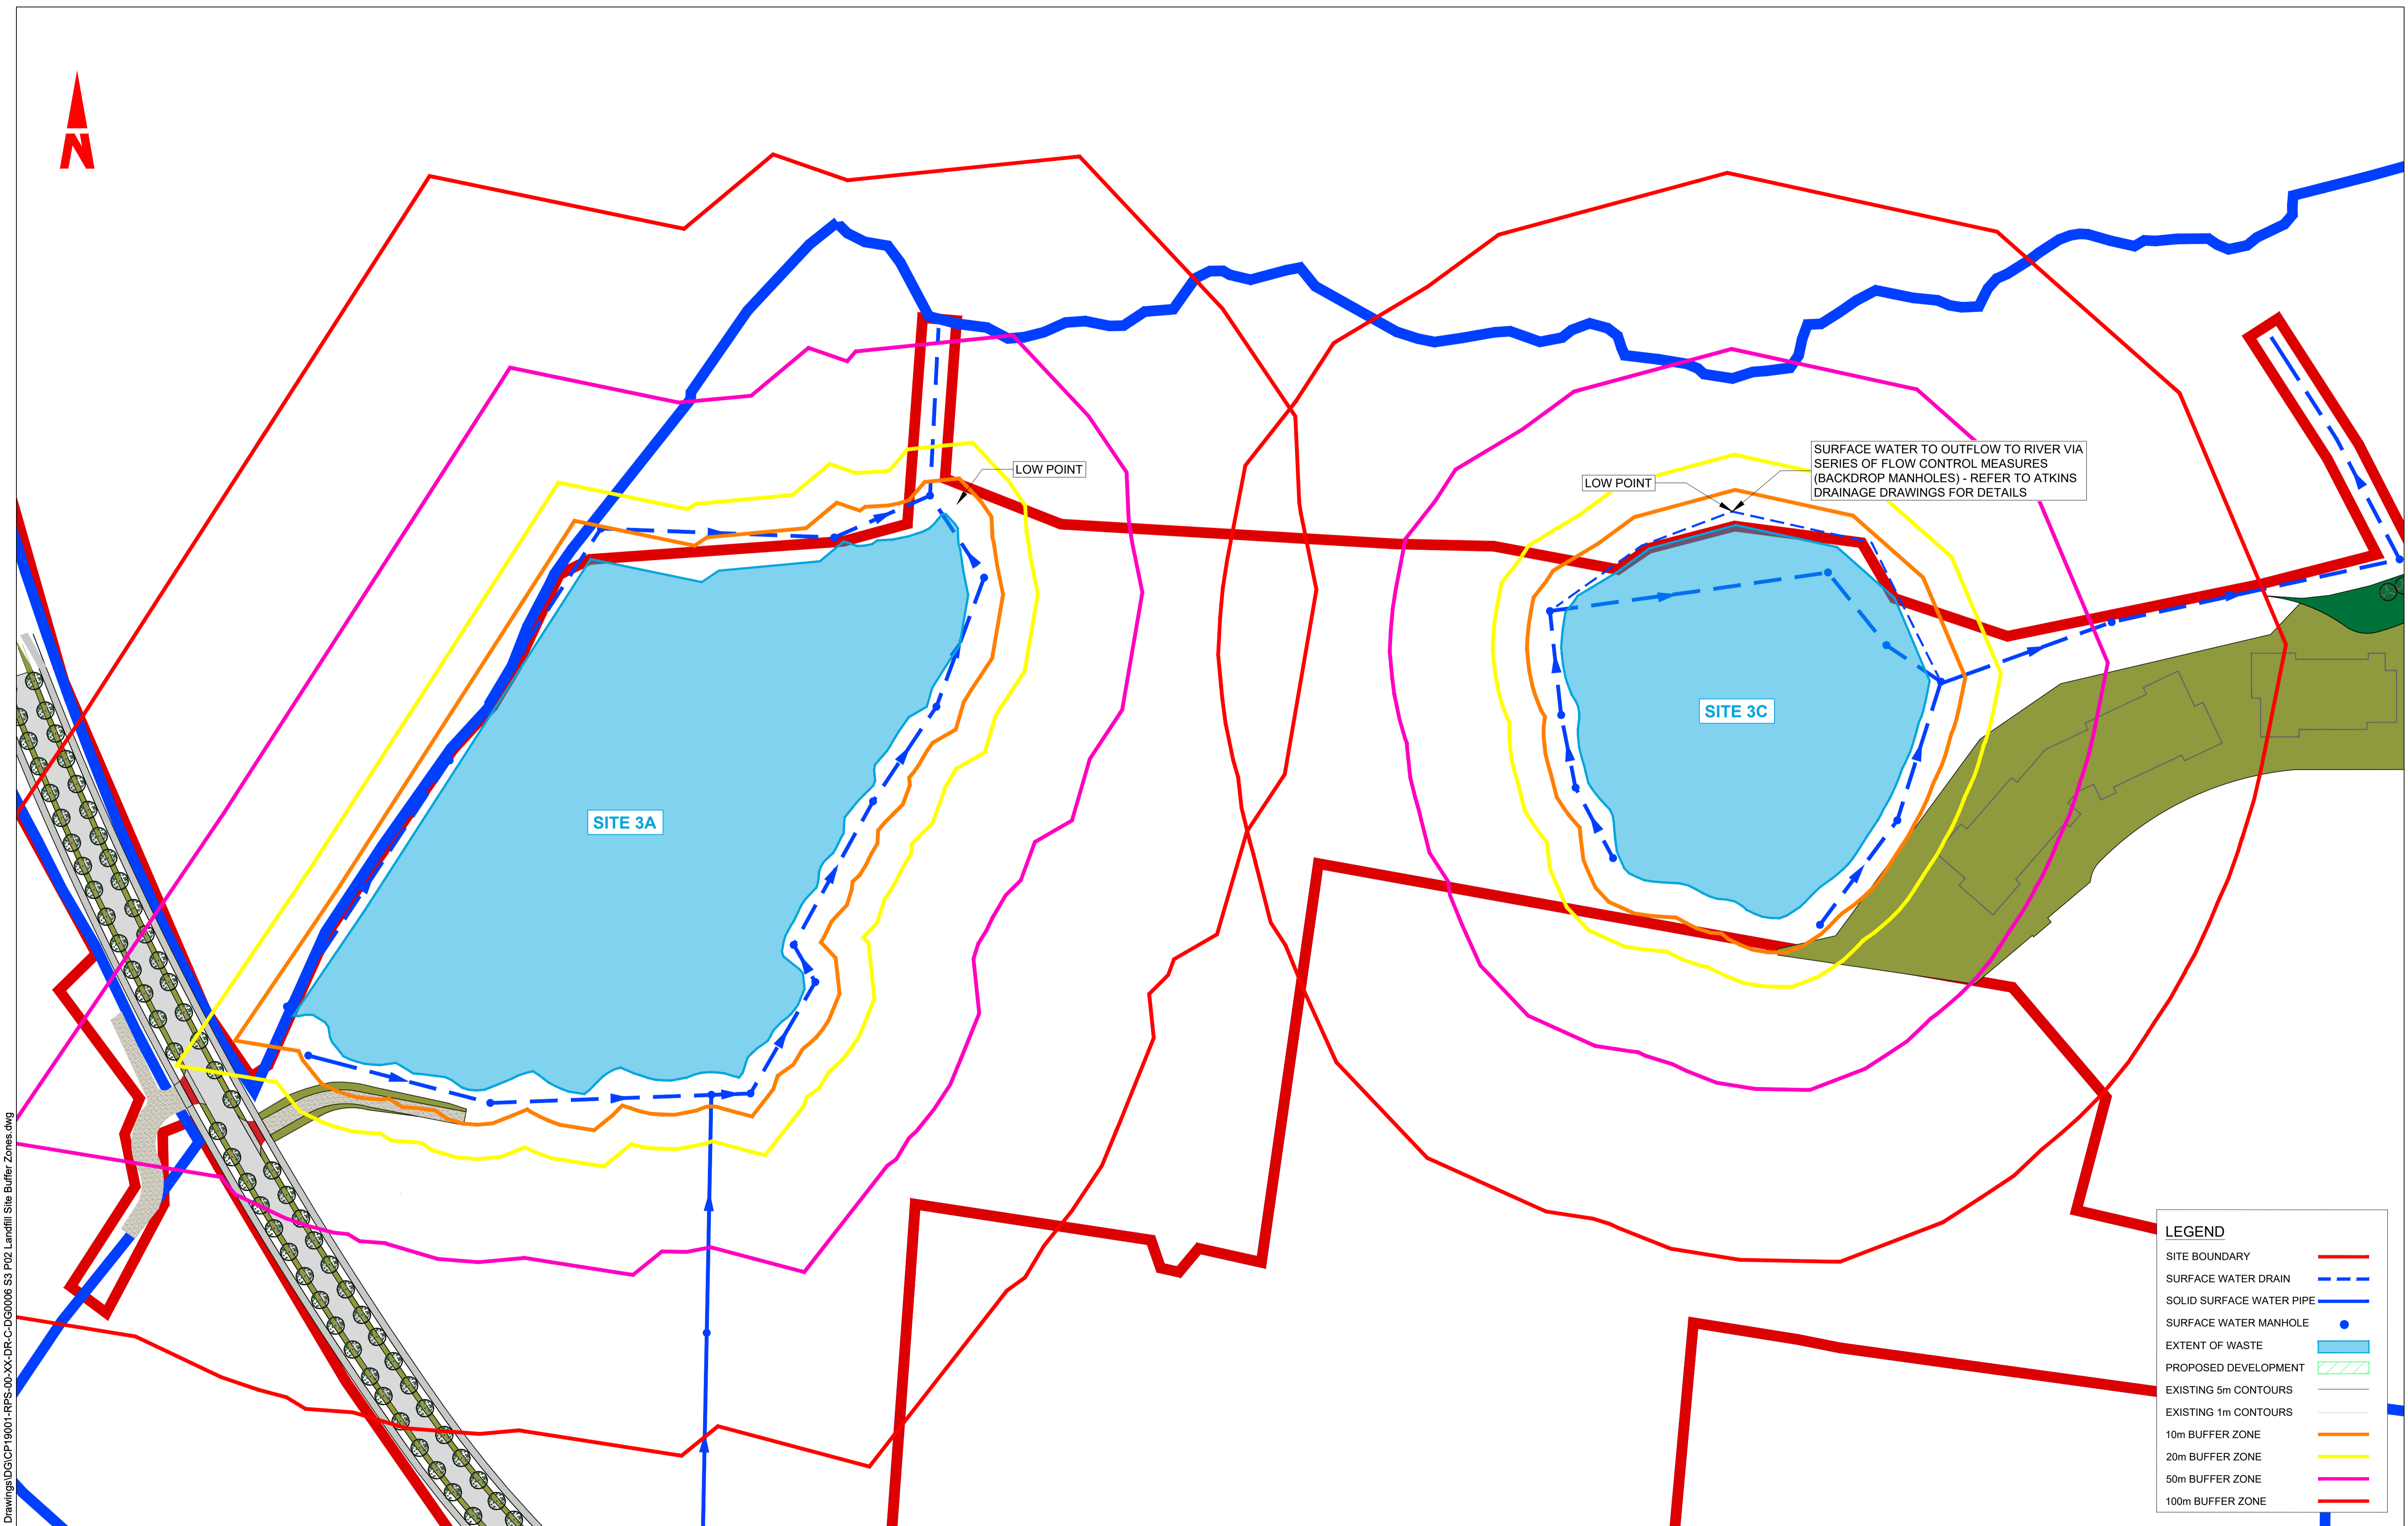 N
LOW POINT
SURFACE WATER TO OUTFLOW TO RIVER VIA
SERIES OF FLOW CONTROL MEASURES
(BACKDROP MANHOLES) - REFER TO ATKINS
DRAINAGE DRAWINGS FOR DETAILS
LOW POINT
SITE 3C
SITE 3A
Drawings\DG\CP19001-RPS-00-XX-DR-C-DG0006 S3 P02 Landfill Site Buffer Zones.dwg
LEGEND
SITE BOUNDARY
SURFACE WATER DRAIN
SOLID SURFACE WATER PIPE
SURFACE WATER MANHOLE
EXTENT OF WASTE
PROPOSED DEVELOPMENT
EXISTING 5m CONTOURS
EXISTING 1m CONTOURS
10m BUFFER ZONE
20m BUFFER ZONE
50m BUFFER ZONE
100m BUFFER ZONE